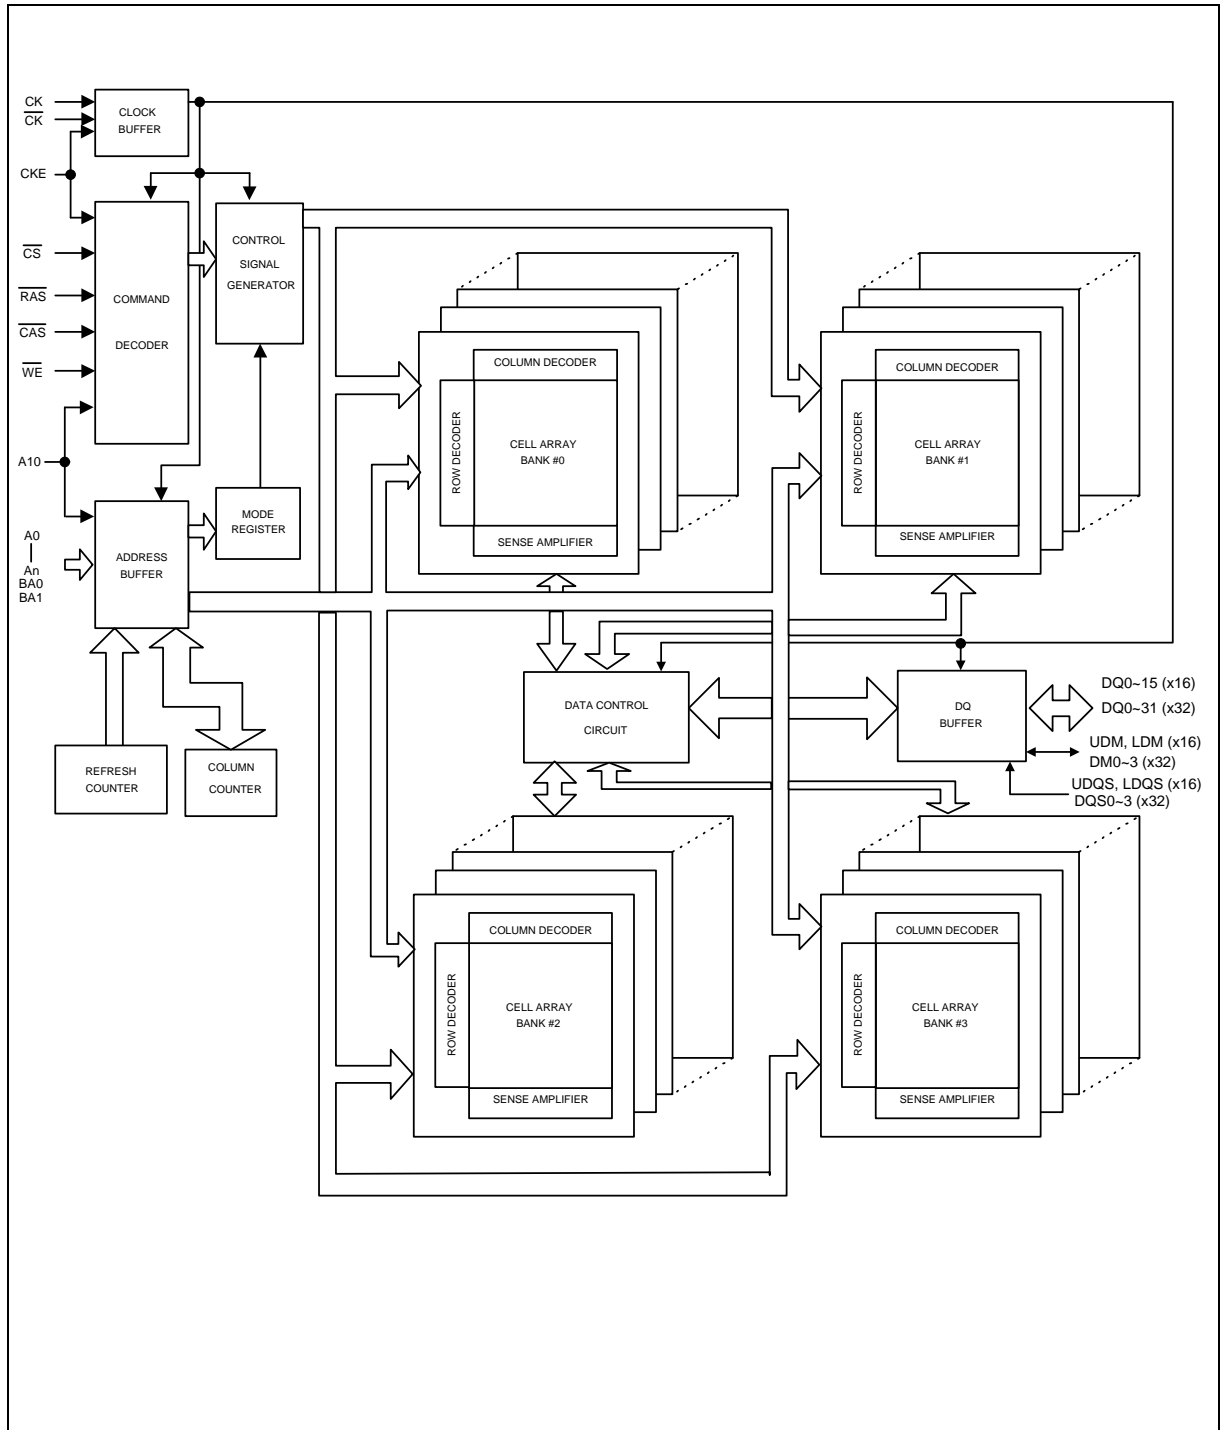 CK
CK
CLOCK
BUFFER
CKE
CS
RAS
CAS
WE
COMMAND
DECODER
CONTROL
SIGNAL
GENERATOR
A10
A0
An
BA0
BA1
ADDRESS
BUFFER
MODE
REGISTER
REFRESH
COUNTER
COLUMN
COUNTER
COLUMN DECODER
ROW DECODER
CELL ARRAY
BANK #0
SENSE AMPLIFIER
COLUMN DECODER
ROW DECODER
CELL ARRAY
BANK #1
SENSE AMPLIFIER
DATA CONTROL
CIRCUIT
DQ
BUFFER
DQ0~15 (x16)
DQ0~31 (x32)
UDM, LDM (x16)
DM0~3 (x32)
UDQS, LDQS (x16)
DQS0~3 (x32)
COLUMN DECODER
ROW DECODER
CELL ARRAY
BANK #2
SENSE AMPLIFIER
COLUMN DECODER
ROW DECODER
CELL ARRAY
BANK #3
SENSE AMPLIFIER